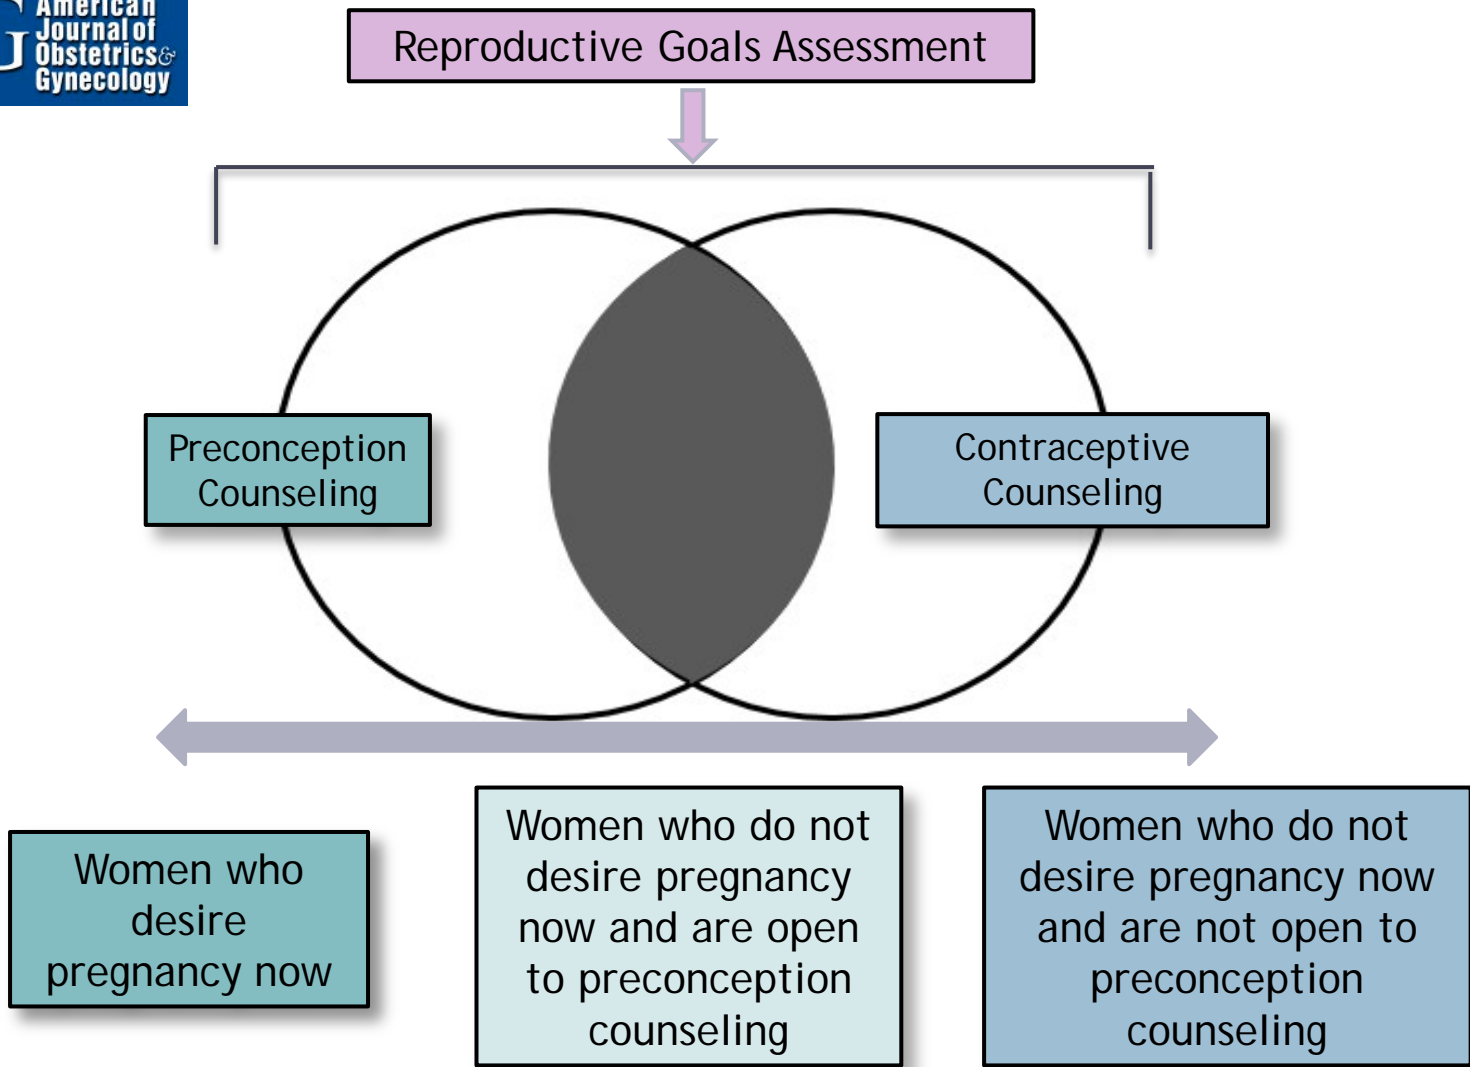 American
G Journal of
Obstetrics&
Gynecology
Reproductive Goals Assessment
Preconception
Counseling
Contraceptive
Counseling
Women who
desire
pregnancy now
Women who do not
desire pregnancy
now and are open
to preconception
counseling
Women who do not
desire pregnancy now
and are not open to
preconception
counseling